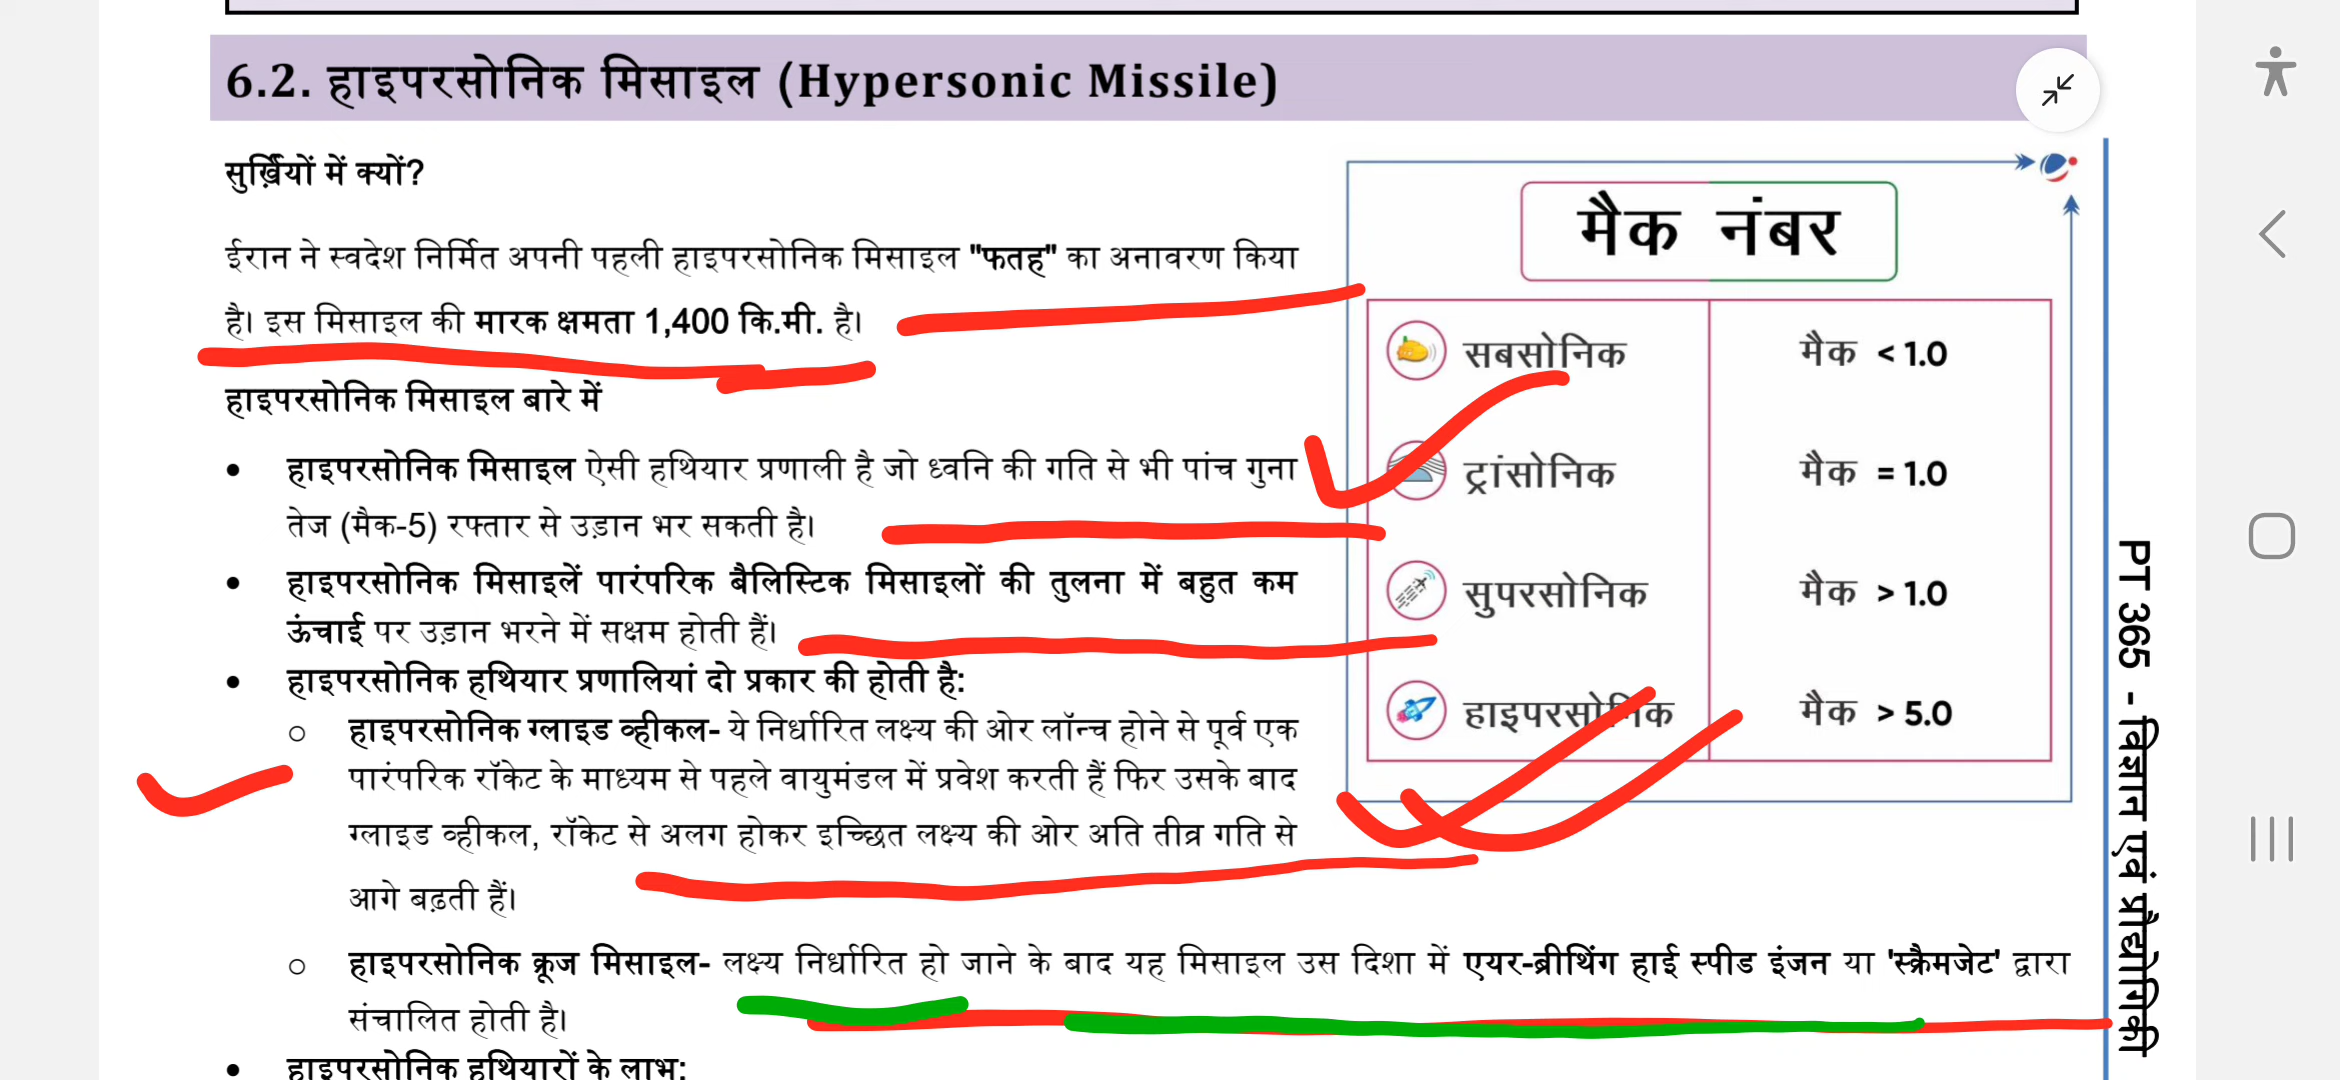 6.2. हाइपरसोनिक मिसाइल (Hypersonic Missile)
सुर्ख़ियों में क्यों?
ईरान ने स्वदेश निर्मित अपनी पहली हाइपरसोनिक मिसाइल "फतह" का अनावरण किया
है। इस मिसाइल की मारक क्षमता 1,400 कि.मी. है।
हाइपरसोनिक मिसाइल बारे में
• हाइपरसोनिक मिसाइल ऐसी हथियार प्रणाली है जो ध्वनि की गति से भी पांच गुना
तेज (मैक-5) रफ्तार से उड़ान भर सकती है।
• हाइपरसोनिक मिसाइलें पारंपरिक बैलिस्टिक मिसाइलों की तुलना में बहुत कम
ऊंचाई पर उड़ान भरने में सक्षम होती हैं।
• हाइपरसोनिक हथियार प्रणालियां दो प्रकार की होती है:
o हाइपरसोनिक ग्लाइड व्हीकल- ये निर्धारित लक्ष्य की ओर लॉन्च होने से पूर्व एक
पारंपरिक रॉकेट के माध्यम से पहले वायुमंडल में प्रवेश करती हैं फिर उसके बाद
ग्लाइड व्हीकल, रॉकेट से अलग होकर इच्छित लक्ष्य की ओर अति तीव्र गति से
आगे बढ़ती हैं।
o हाइपरसोनिक क्रूज मिसाइल- लक्ष्य निर्धारित हो जाने के बाद यह मिसाइल उस दिशा में एयर-ब्रीथिंग हाई स्पीड इंजन या 'स्क्रैमजेट' द्वारा
संचालित होती है।
• हाइपरसोनिक हथियारों के लाभ:
मैक नंबर
सबसोनिक मैक < 1.0
ट्रांसोनिक मैक = 1.0
सुपरसोनिक मैक > 1.0
हाइपरसोनिक मैक > 5.0
PT 365 - विज्ञान एवं प्रौद्योगिकी